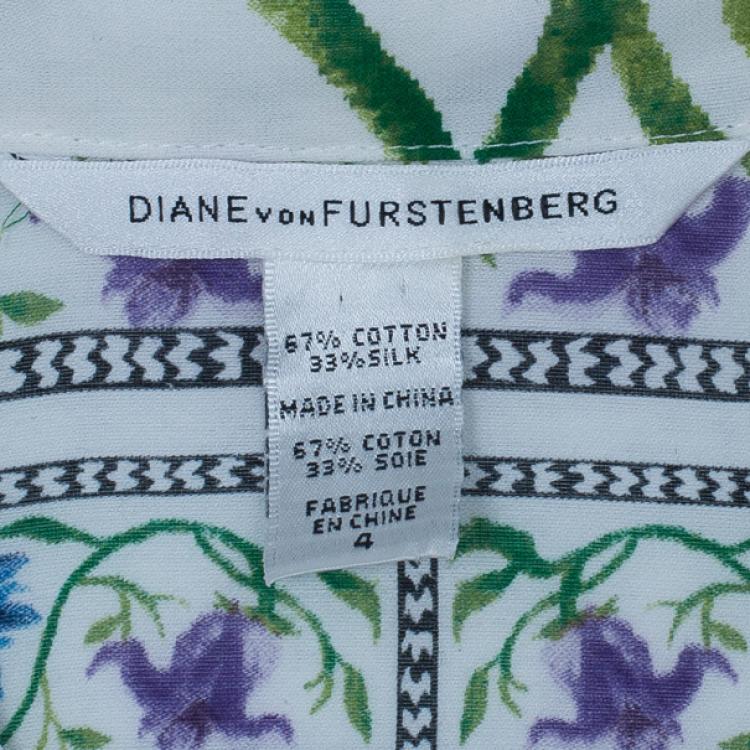 DIANE VON FURSTENBERG
67% COTTON
33% SILK
MADE IN CHINA
67% COTON
33% SOIE
FABRIQUE
EN CHINE
4